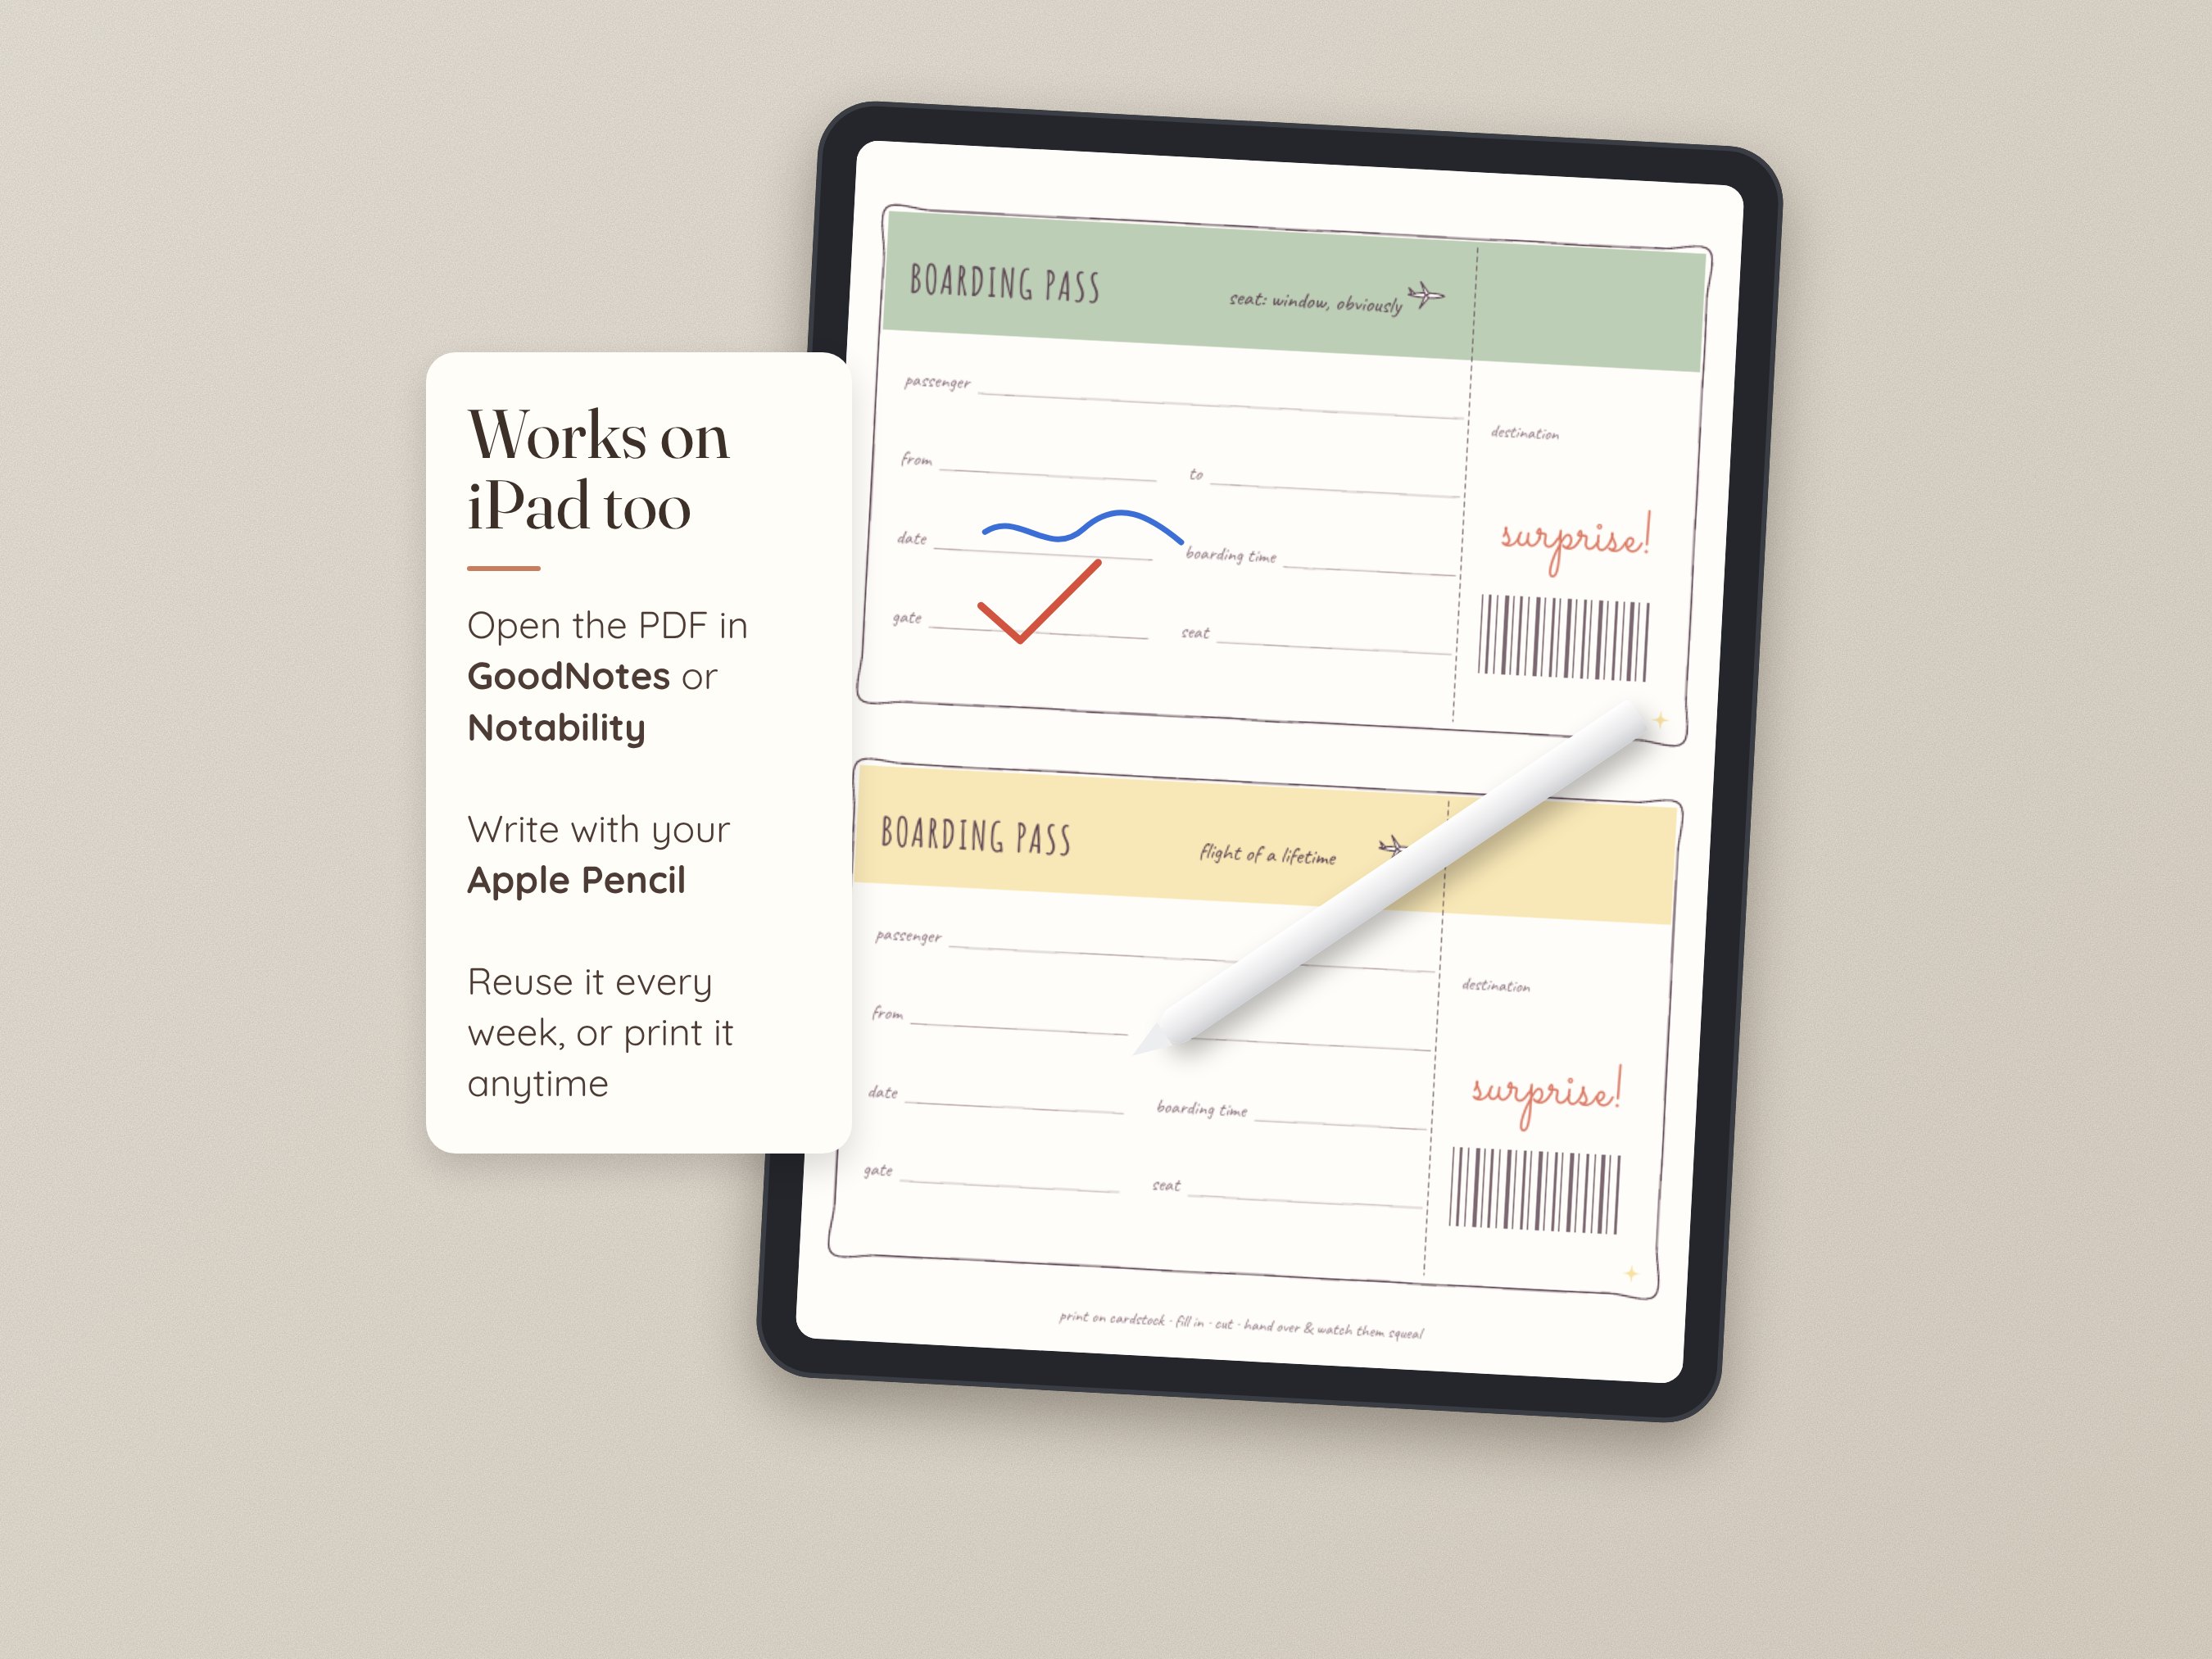 Works on
iPad too
Open the PDF in
GoodNotes or
Notability
Write with your
Apple Pencil
Reuse it every
week, or print it
anytime
BOARDING PASS
seat: window, obviously
passenger
destination
from
to
surprise!
date
boarding time
gate
seat
BOARDING PASS
flight of a lifetime
passenger
destination
from
surprise!
date
boarding time
gate
seat
print on cardstock - fill in - cut - hand over & watch them squeal